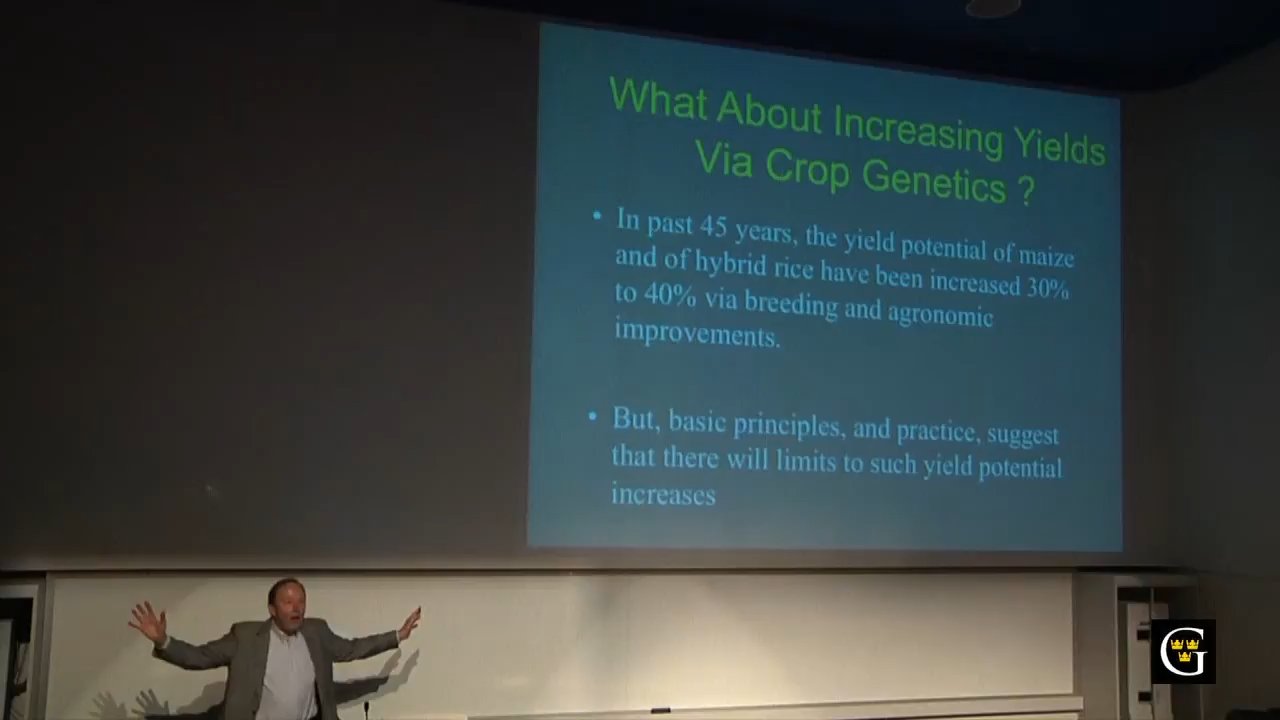 What About Increasing Yields
Via Crop Genetics ?
• In past 45 years, the yield potential of maize
and of hybrid rice have been increased 30%
to 40% via breeding and agronomic
improvements.
• But, basic principles, and practice, suggest
that there will limits to such yield potential
increases
G